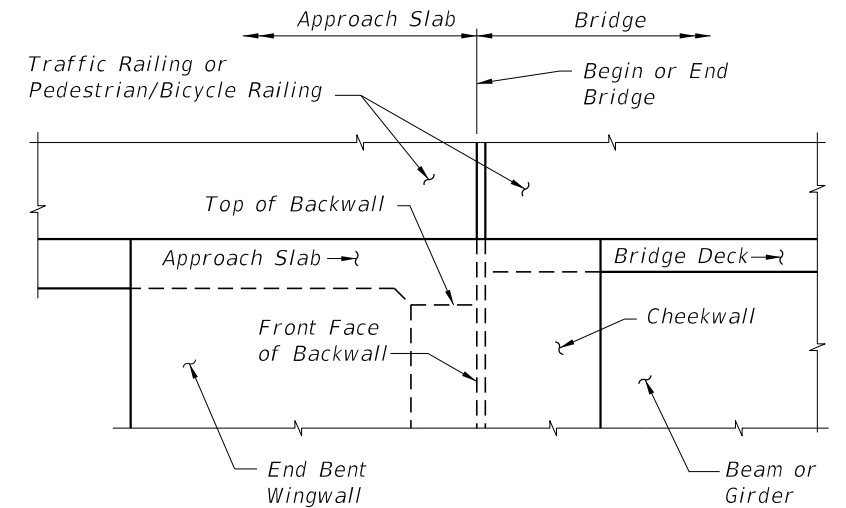 Approach Slab
Bridge
Traffic Railing or
Pedestrian/Bicycle Railing
Begin or End
Bridge
Top of Backwall
Approach Slab
Bridge Deck
Front Face
of Backwall
Cheekwall
End Bent
Wingwall
Beam or
Girder